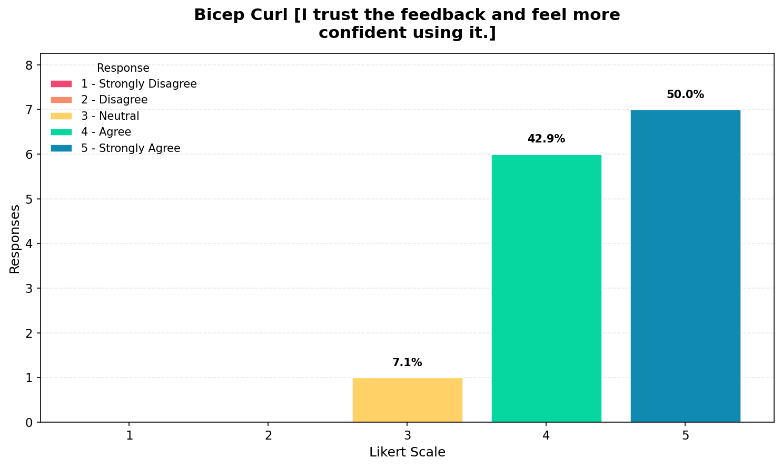 Bicep Curl [I trust the feedback and feel more
confident using it.]
Response
1 - Strongly Disagree
2 - Disagree
3 - Neutral
4 - Agree
5 - Strongly Agree
Responses
8
7
6
5
4
3
2
1
0
7.1%
42.9%
50.0%
1 2 3 4 5
Likert Scale